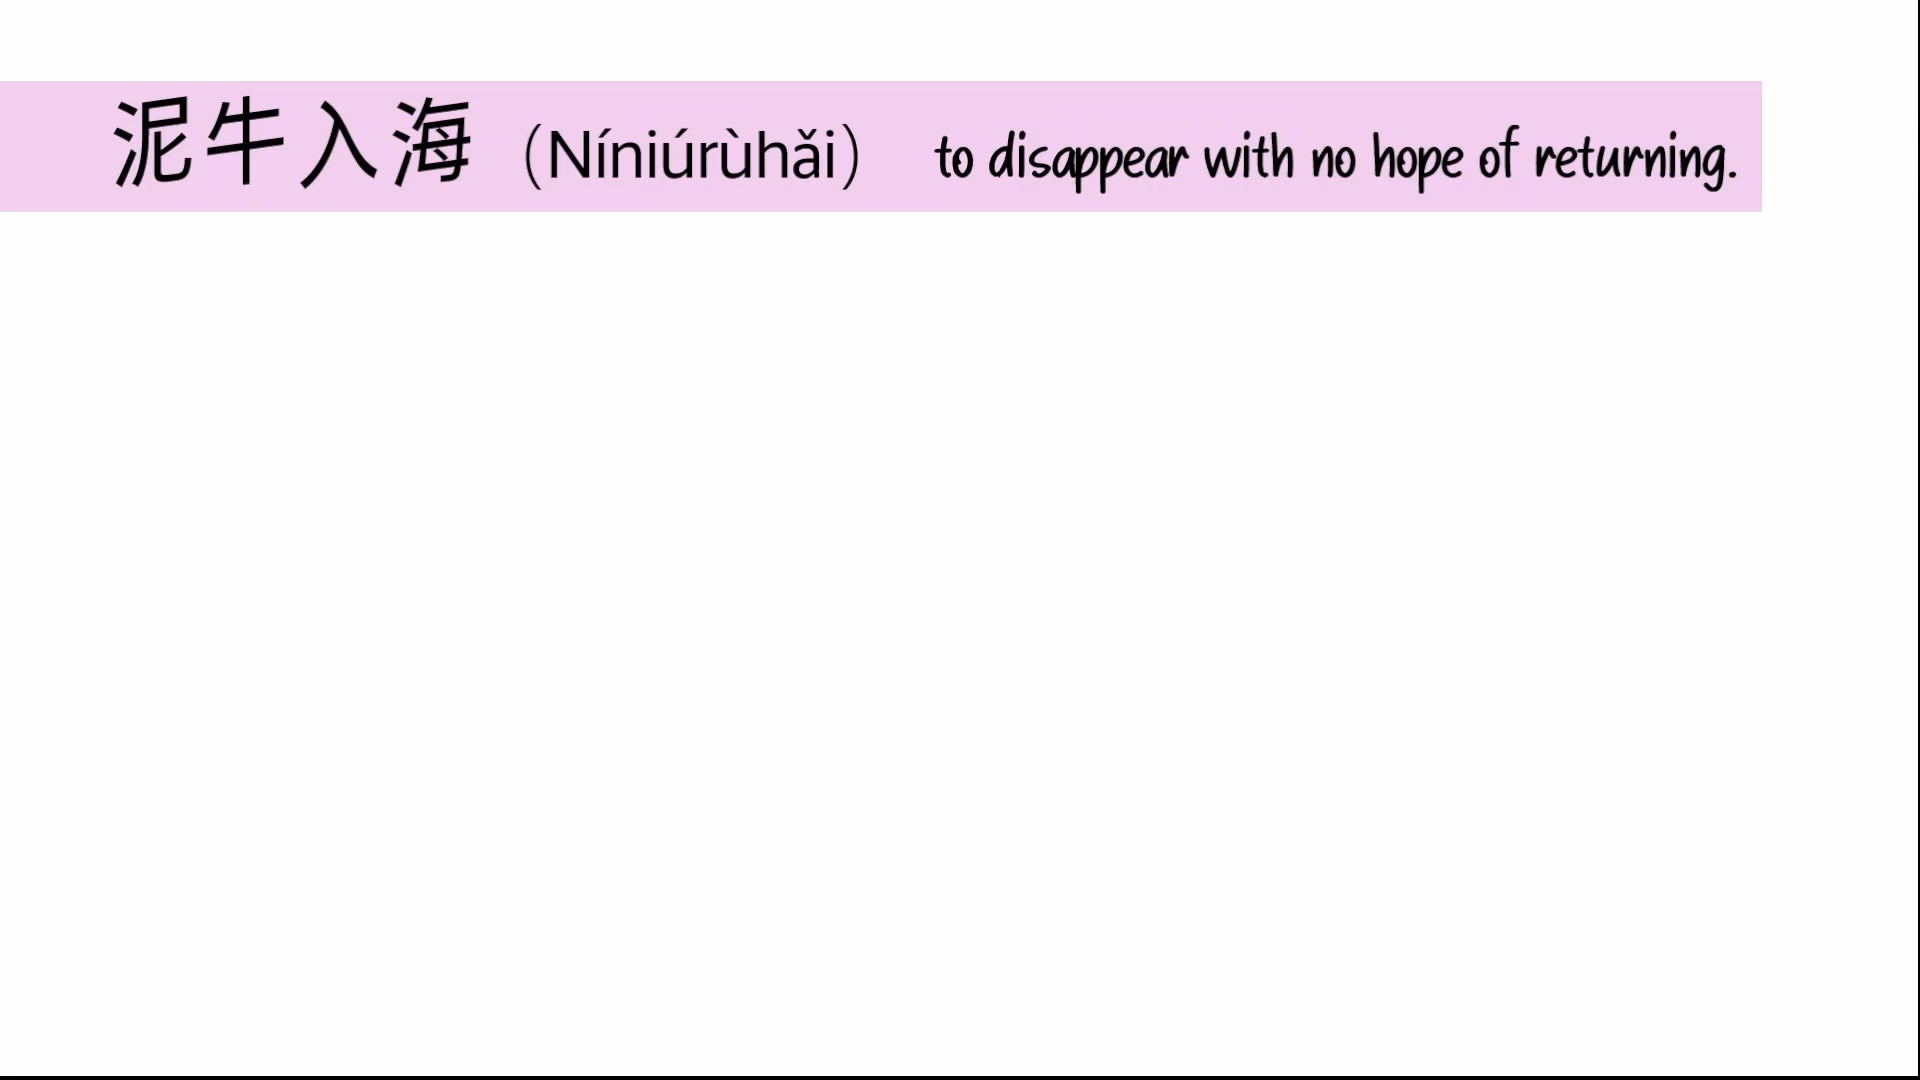 泥牛入海（Níniúrùhǎi） to disappear with no hope of returning.